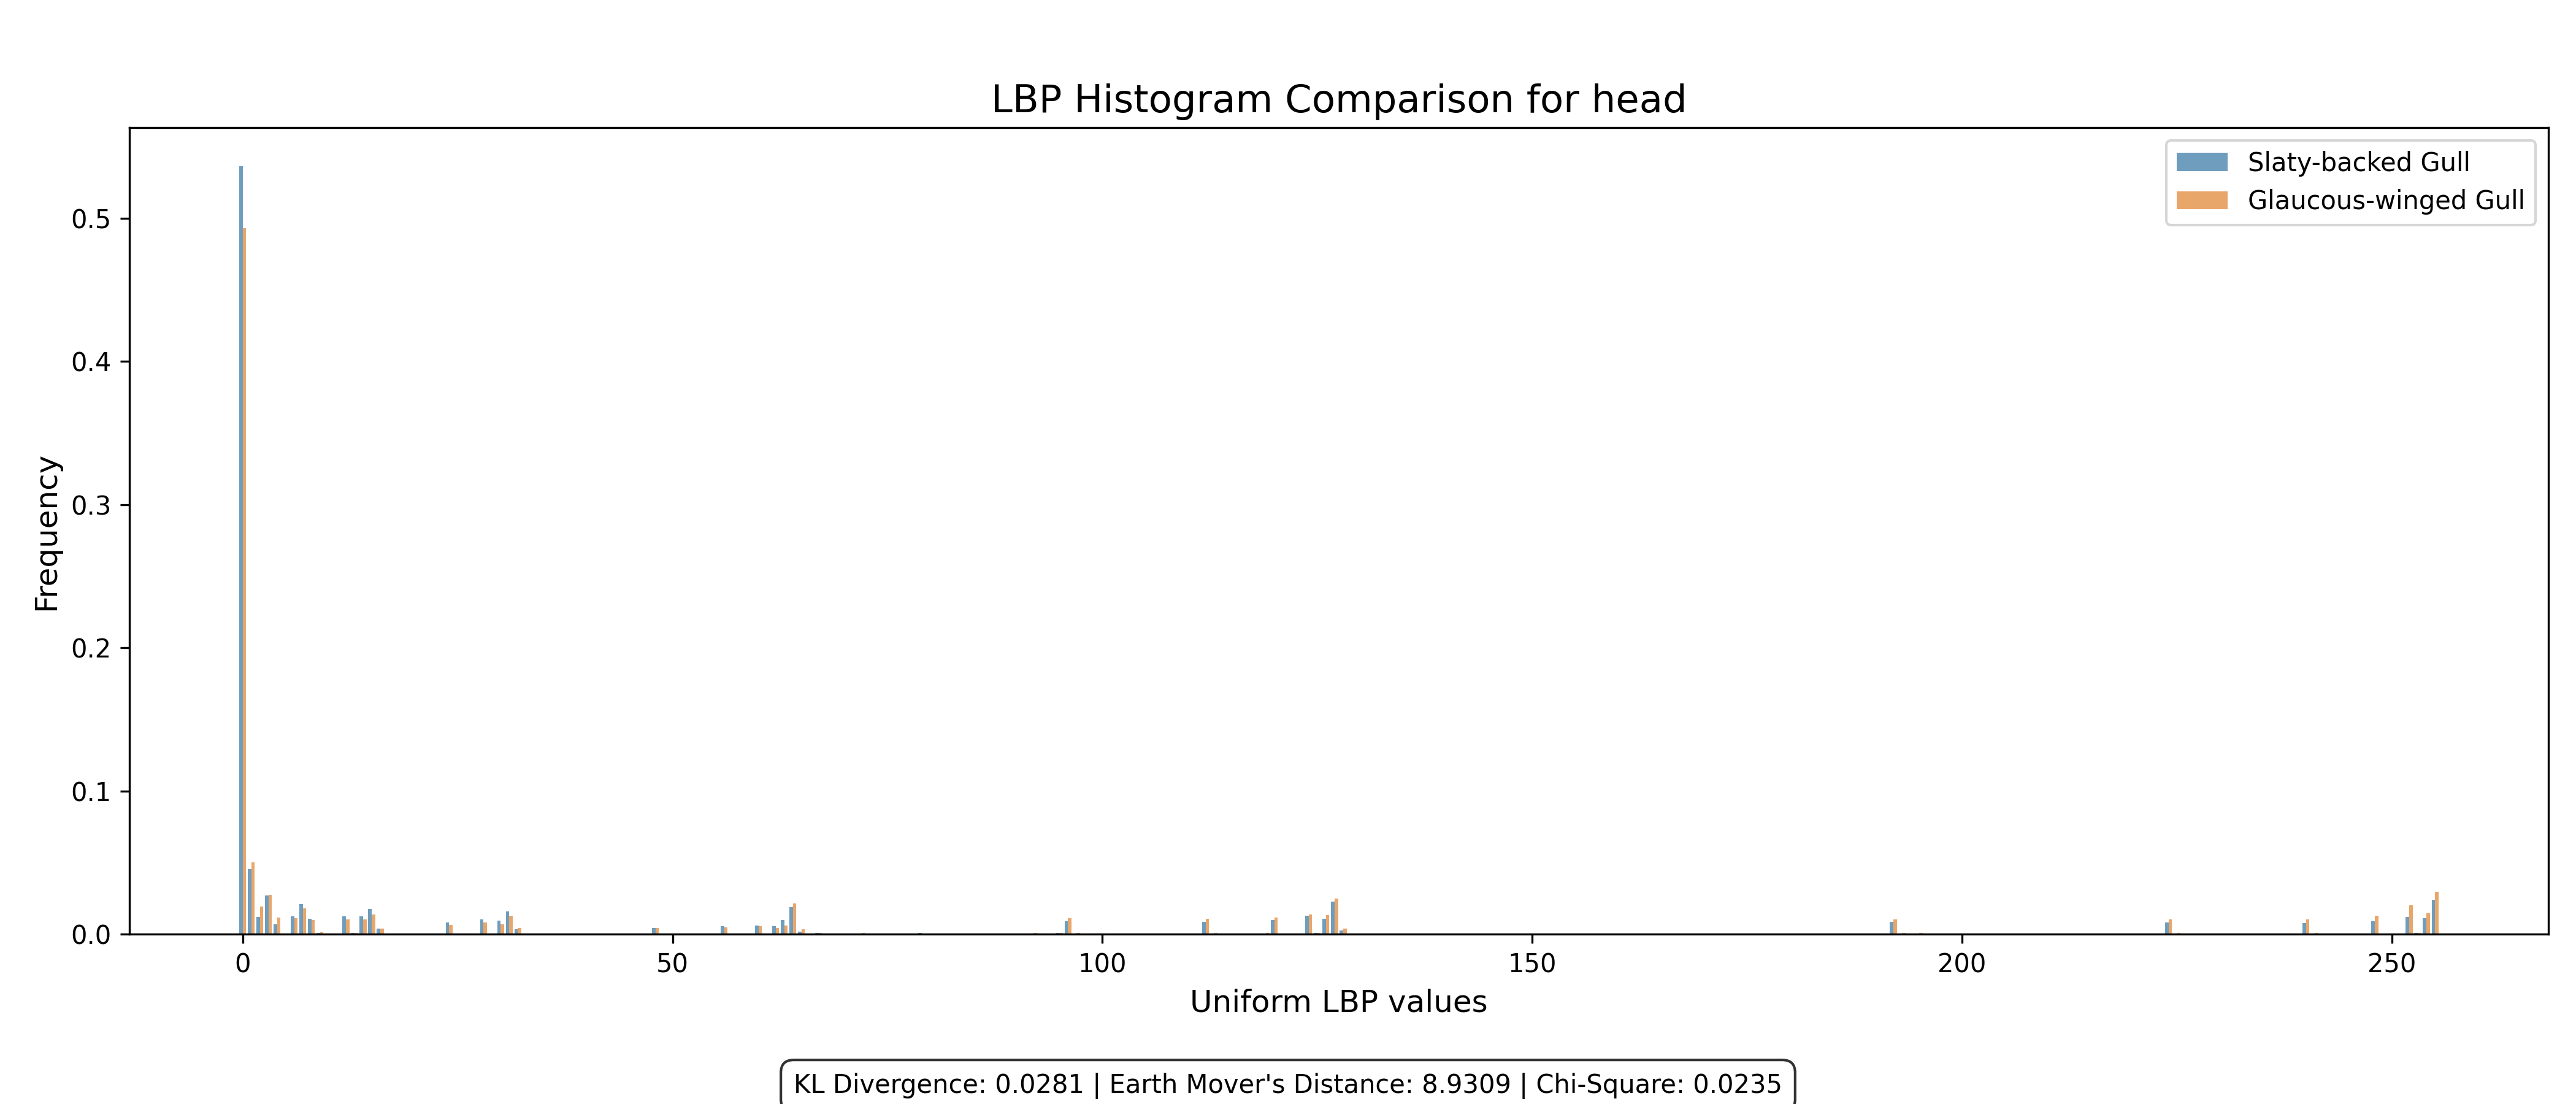 LBP Histogram Comparison for head
Slaty-backed Gull
Glaucous-winged Gull
Frequency
0.5
0.4
0.3
0.2
0.1
0.0
0 50 100 150 200 250
Uniform LBP values
KL Divergence: 0.0281 | Earth Mover's Distance: 8.9309 | Chi-Square: 0.0235